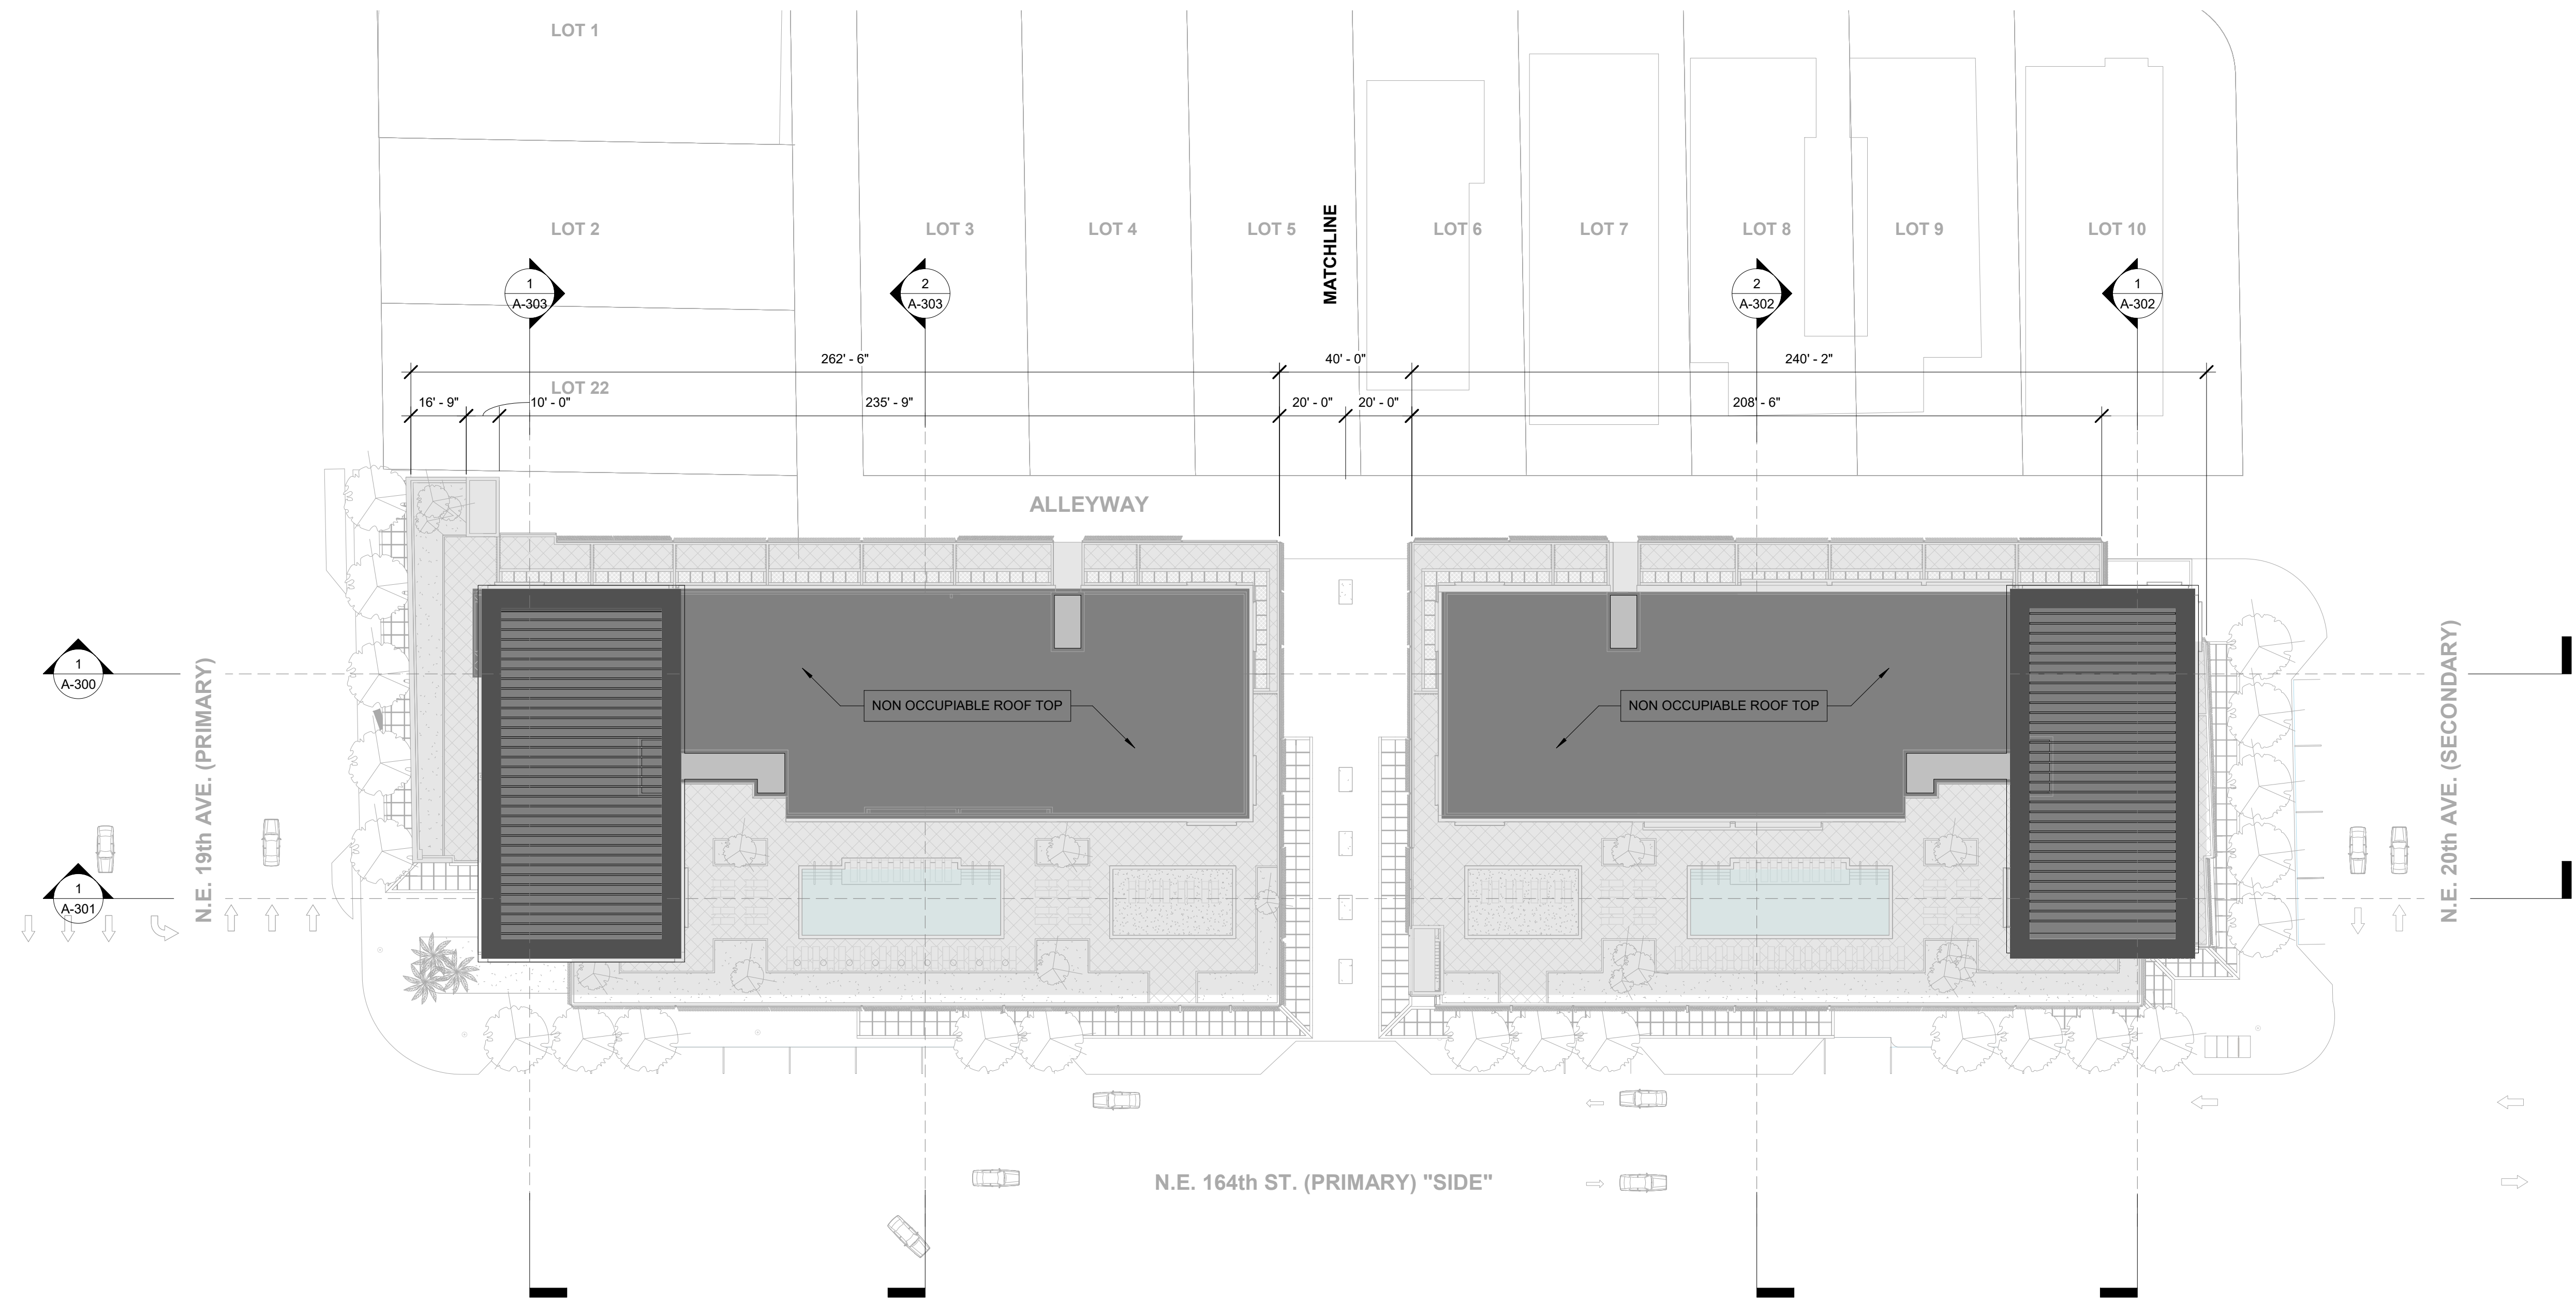 LOT 1
LOT 2
LOT 3
LOT 4
LOT 5
MATCHLINE
LOT 6
LOT 7
LOT 8
LOT 9
LOT 10
1
A-303
2
A-303
2
A-302
1
A-302
262' - 6"
40' - 0"
240' - 2"
LOT 22
16' - 9"
10' - 0"
235' - 9"
20' - 0"
20' - 0"
208' - 6"
ALLEYWAY
1
A-300
N.E. 19th AVE. (PRIMARY)
NON OCCUPIABLE ROOF TOP
NON OCCUPIABLE ROOF TOP
N.E. 20th AVE. (SECONDARY)
1
A-301
N.E. 164th ST. (PRIMARY) "SIDE"